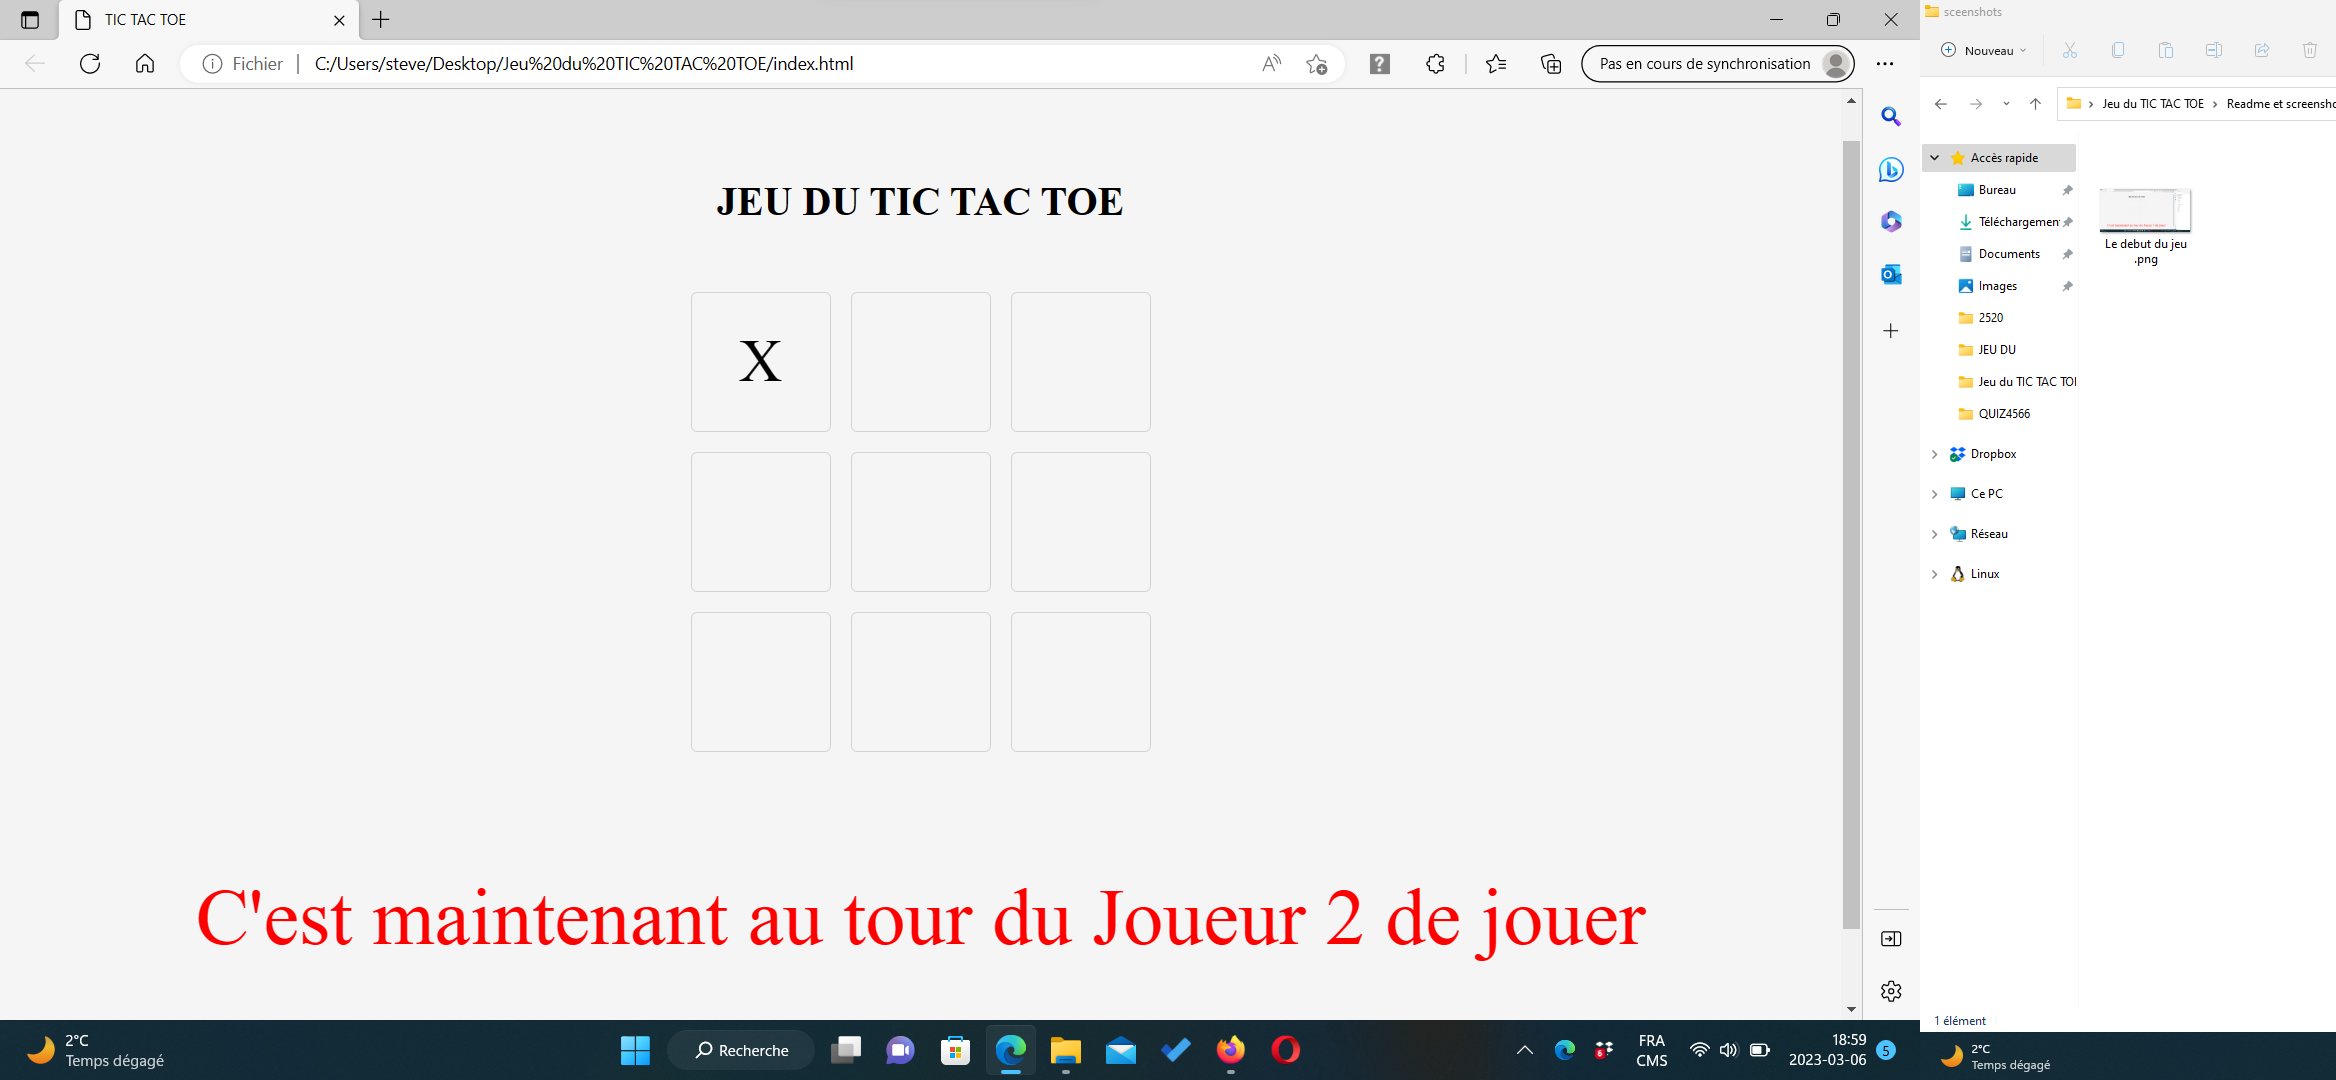 TIC TAC TOE
Fichier
C:/Users/steve/Desktop/Jeu%20du%20TIC%20TAC%20TOE/index.html
Pas en cours de synchronisation
JEU DU TIC TAC TOE
X
C'est maintenant au tour du Joueur 2 de jouer
2°C
Temps dégagé
Recherche
6
FRA
CMS
18:59
2023-03-06
5
sceenshots
Nouveau
Jeu du TIC TAC TOE
Readme et screensho
Accès rapide
Bureau
Téléchargemen
Documents
Images
2520
JEU DU
Jeu du TIC TAC TOE
QUIZ4566
Dropbox
Ce PC
Réseau
Linux
Le debut du jeu
.png
1 élément
2°C
Temps dégagé